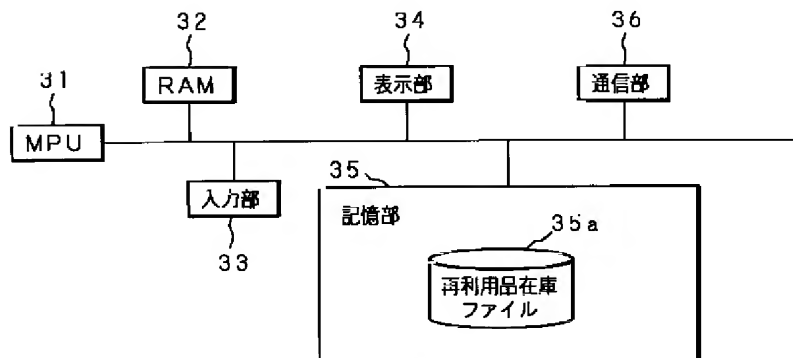 32
34
36
31
RAM
表示部
通信部
MPU
35
入力部
記憶部
33
35a
再利用品在庫
ファイル